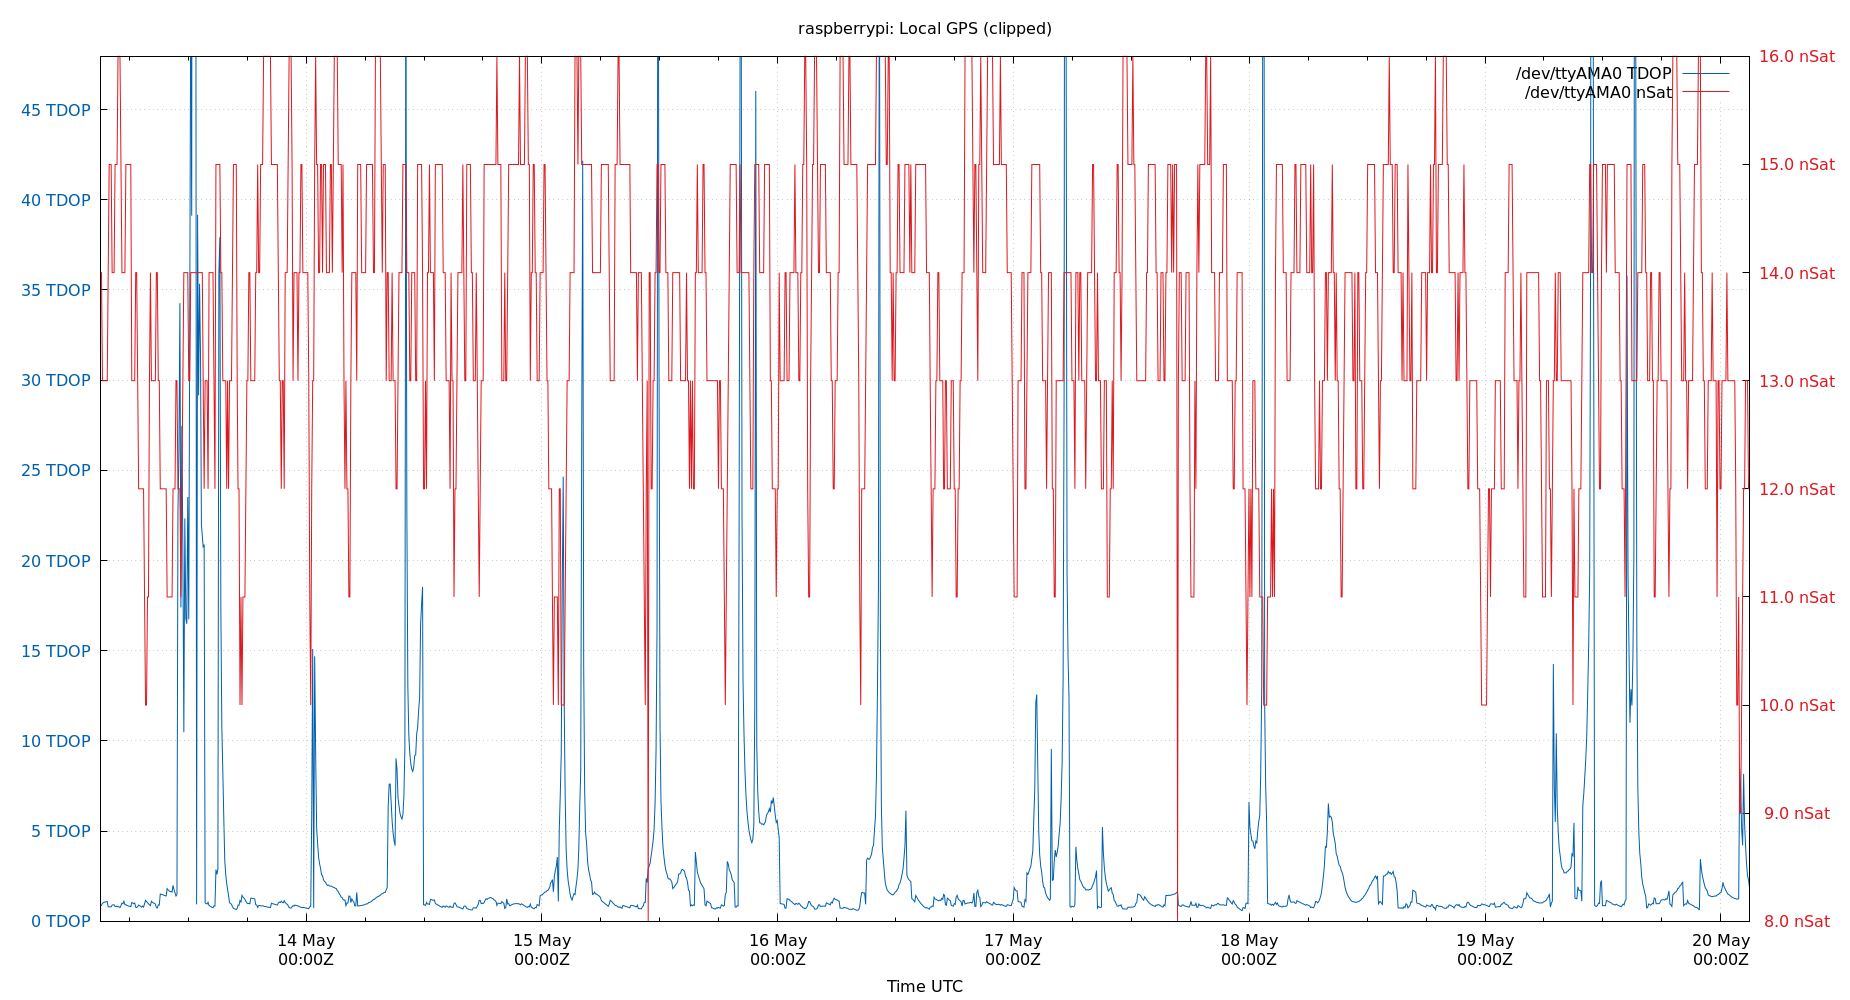 raspberrypi: Local GPS (clipped)
/dev/ttyAMA0 TDOP
/dev/ttyAMA0 nSat
45 TDOP
40 TDOP
35 TDOP
30 TDOP
25 TDOP
20 TDOP
15 TDOP
10 TDOP
5 TDOP
0 TDOP
16.0 nSat
15.0 nSat
14.0 nSat
13.0 nSat
12.0 nSat
11.0 nSat
10.0 nSat
9.0 nSat
8.0 nSat
14 May
00:00Z
15 May
00:00Z
16 May
00:00Z
17 May
00:00Z
18 May
00:00Z
19 May
00:00Z
20 May
00:00Z
Time UTC